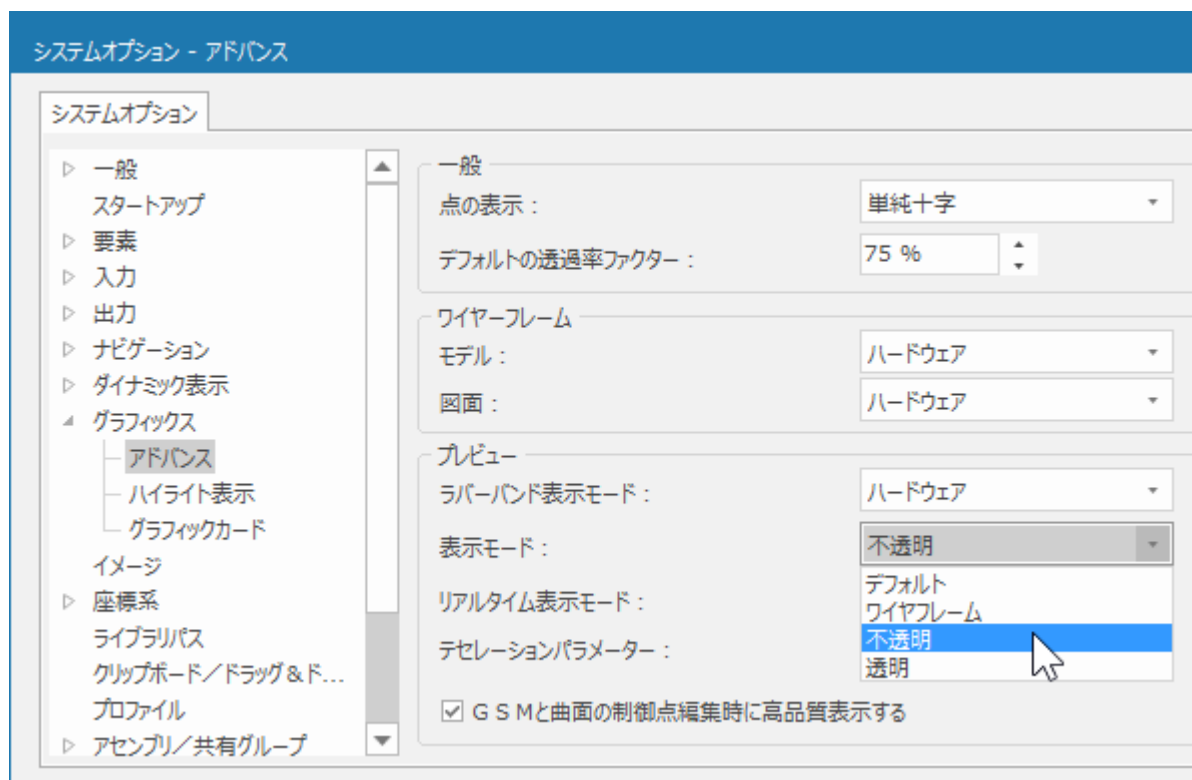 システムオプション - アドバンス
システムオプション
一般
スタートアップ
要素
入力
出力
ナビゲーション
ダイナミック表示
グラフィックス
アドバンス
ハイライト表示
グラフィックカード
イメージ
座標系
ライブラリパス
クリップボード／ドラッグ＆ド...
プロファイル
アセンブリ／共有グループ
一般
点の表示： 単純十字
デフォルトの透過率ファクター： 75 %
ワイヤーフレーム
モデル： ハードウェア
図面： ハードウェア
プレビュー
ラバーバンド表示モード： ハードウェア
表示モード： 不透明
デフォルト
リアルタイム表示モード： ワイヤフレーム
不透明
テセレーションパラメーター： 透明
ＧＳＭと曲面の制御点編集時に高品質表示する